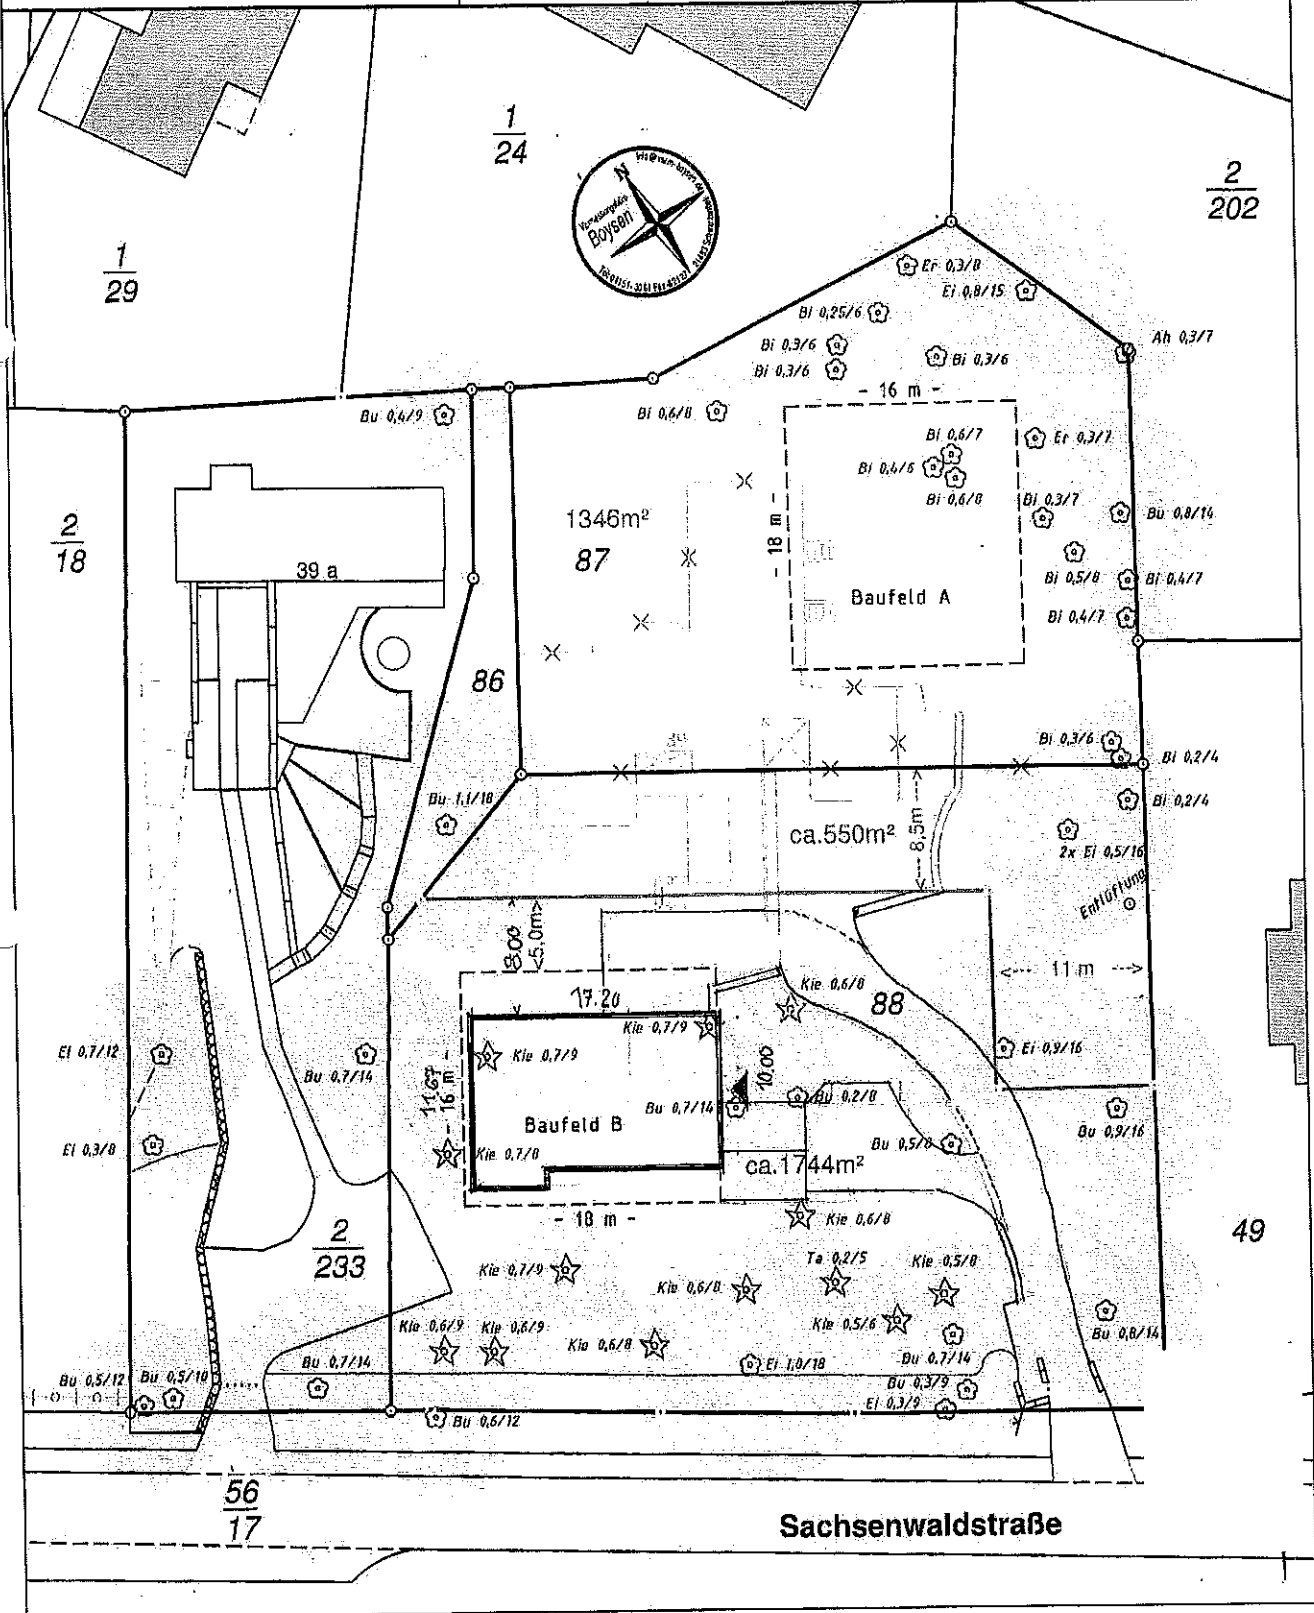 1
24
2
202
1
29
N
Vermessungsbüro
Boysen
Er 0,3/8
Ei 0,8/15
Bi 0,25/6
Bi 0,3/6
Bi 0,3/6
Bi 0,3/6
Ah 0,3/7
- 16 m -
Bu 0,4/9
Bi 0,6/8
Bi 0,6/7
Er 0,3/7
Bi 0,4/6
Bi 0,6/8
Bi 0,3/7
Bu 0,8/14
2
18
1346m²
87
- 18 m -
39 a
Bi 0,5/8
Bi 0,4/7
Baufeld A
Bi 0,4/7
86
Bi 0,3/6
Bi 0,2/4
Bu 1,1/18
Bi 0,2/4
ca.550m²
8,5m
2x Ei 0,5/16
Entlüftung
8.00
<5.0m>
11 m
17.20
Kie 0,6/8
88
Kie 0,7/9
Ei 0,7/12
Kie 0,7/9
Ei 0,9/16
Bu 0,7/14
11,67
16 m
10,00
Bu 0,2/8
Bu 0,7/14
Baufeld B
Bu 0,9/16
Ei 0,3/8
Kie 0,7/8
Bu 0,5/8
ca.1744m²
- 18 m -
Kie 0,6/8
2
233
49
Kie 0,7/9
Kie 0,6/8
Ta 0,2/5
Kie 0,5/8
Kie 0,6/9
Kie 0,6/9
Kie 0,6/8
Kie 0,5/6
Bu 0,8/14
Bu 0,7/14
Ei 1,0/18
Bu 0,7/14
Bu 0,5/12
Bu 0,5/10
Bu 0,3/9
Ei 0,3/9
Bu 0,6/12
56
17
Sachsenwaldstraße